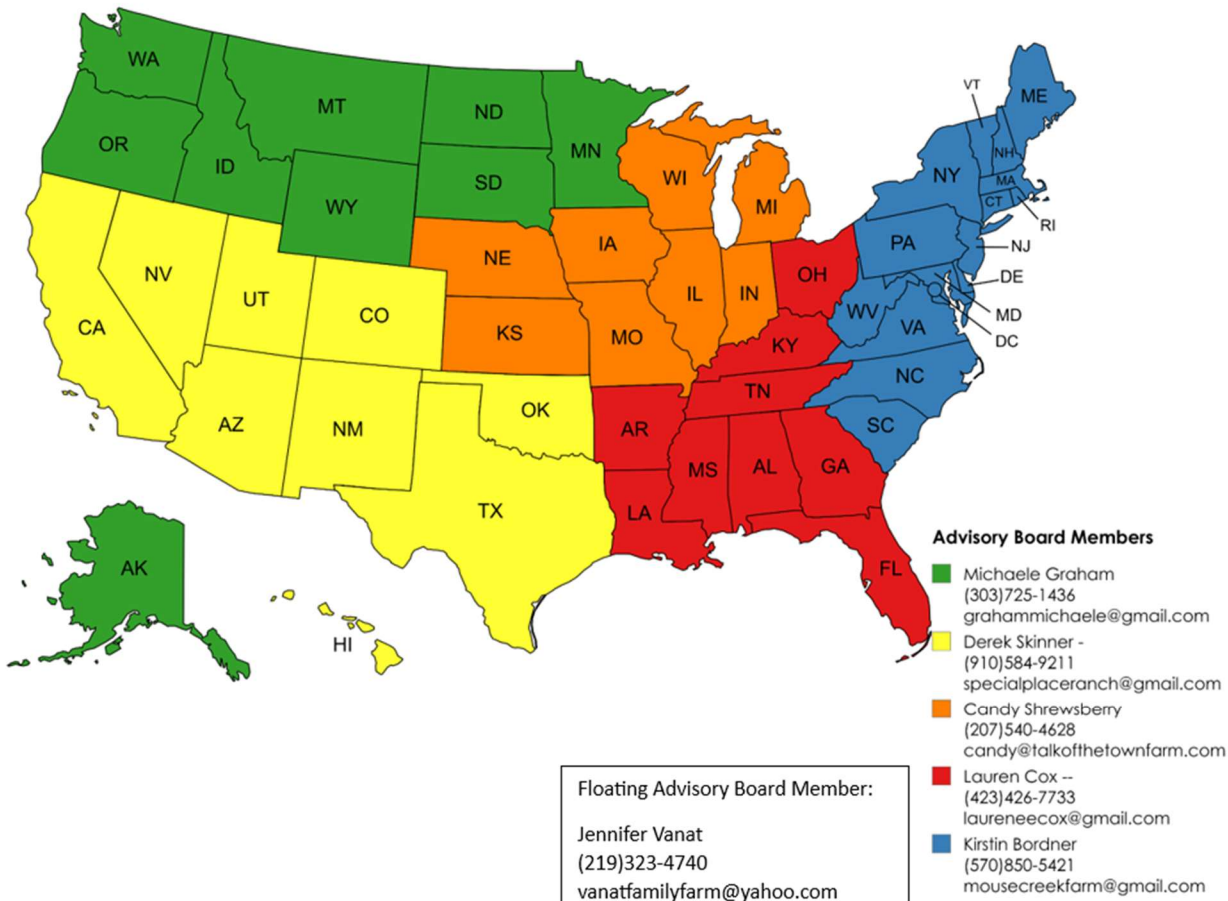 WA
MT
ND
MN
OR
ID
SD
WY
WI
MI
VT
ME
NH
NY
MA
CT
RI
NJ
PA
DE
MD
DC
NV
UT
CO
CA
NE
IA
KS
MO
IL
IN
OH
WV
VA
KY
NC
TN
SC
AZ
NM
OK
AR
TX
LA
MS
AL
GA
FL
AK
HI
Advisory Board Members
Michaele Graham
(303)725-1436
grahammichaele@gmail.com
Derek Skinner -
(910)584-9211
specialplaceranch@gmail.com
Candy Shrewsberry
(207)540-4628
candy@talkofthetownfarm.com
Lauren Cox --
(423)426-7733
laureneecox@gmail.com
Kirstin Bordner
(570)850-5421
mousecreekfarm@gmail.com
Floating Advisory Board Member:
Jennifer Vanat
(219)323-4740
vanatfamilyfarm@yahoo.com